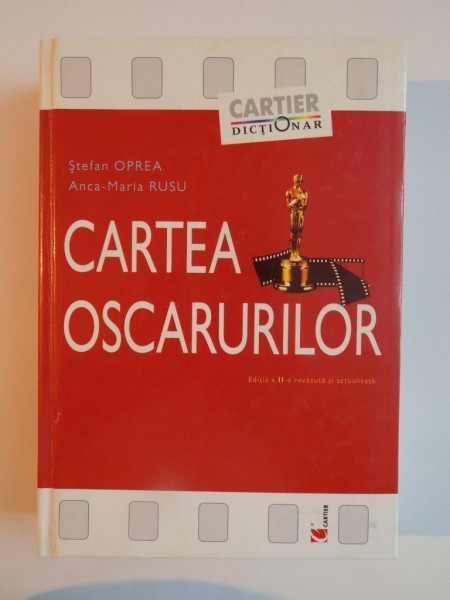 CARTIER
DICȚIONAR
Ștefan OPREA
Anca-Maria RUSU
CARTEA
OSCARURILOR
Ediția a II-a revăzută și actualizată
CARTIER